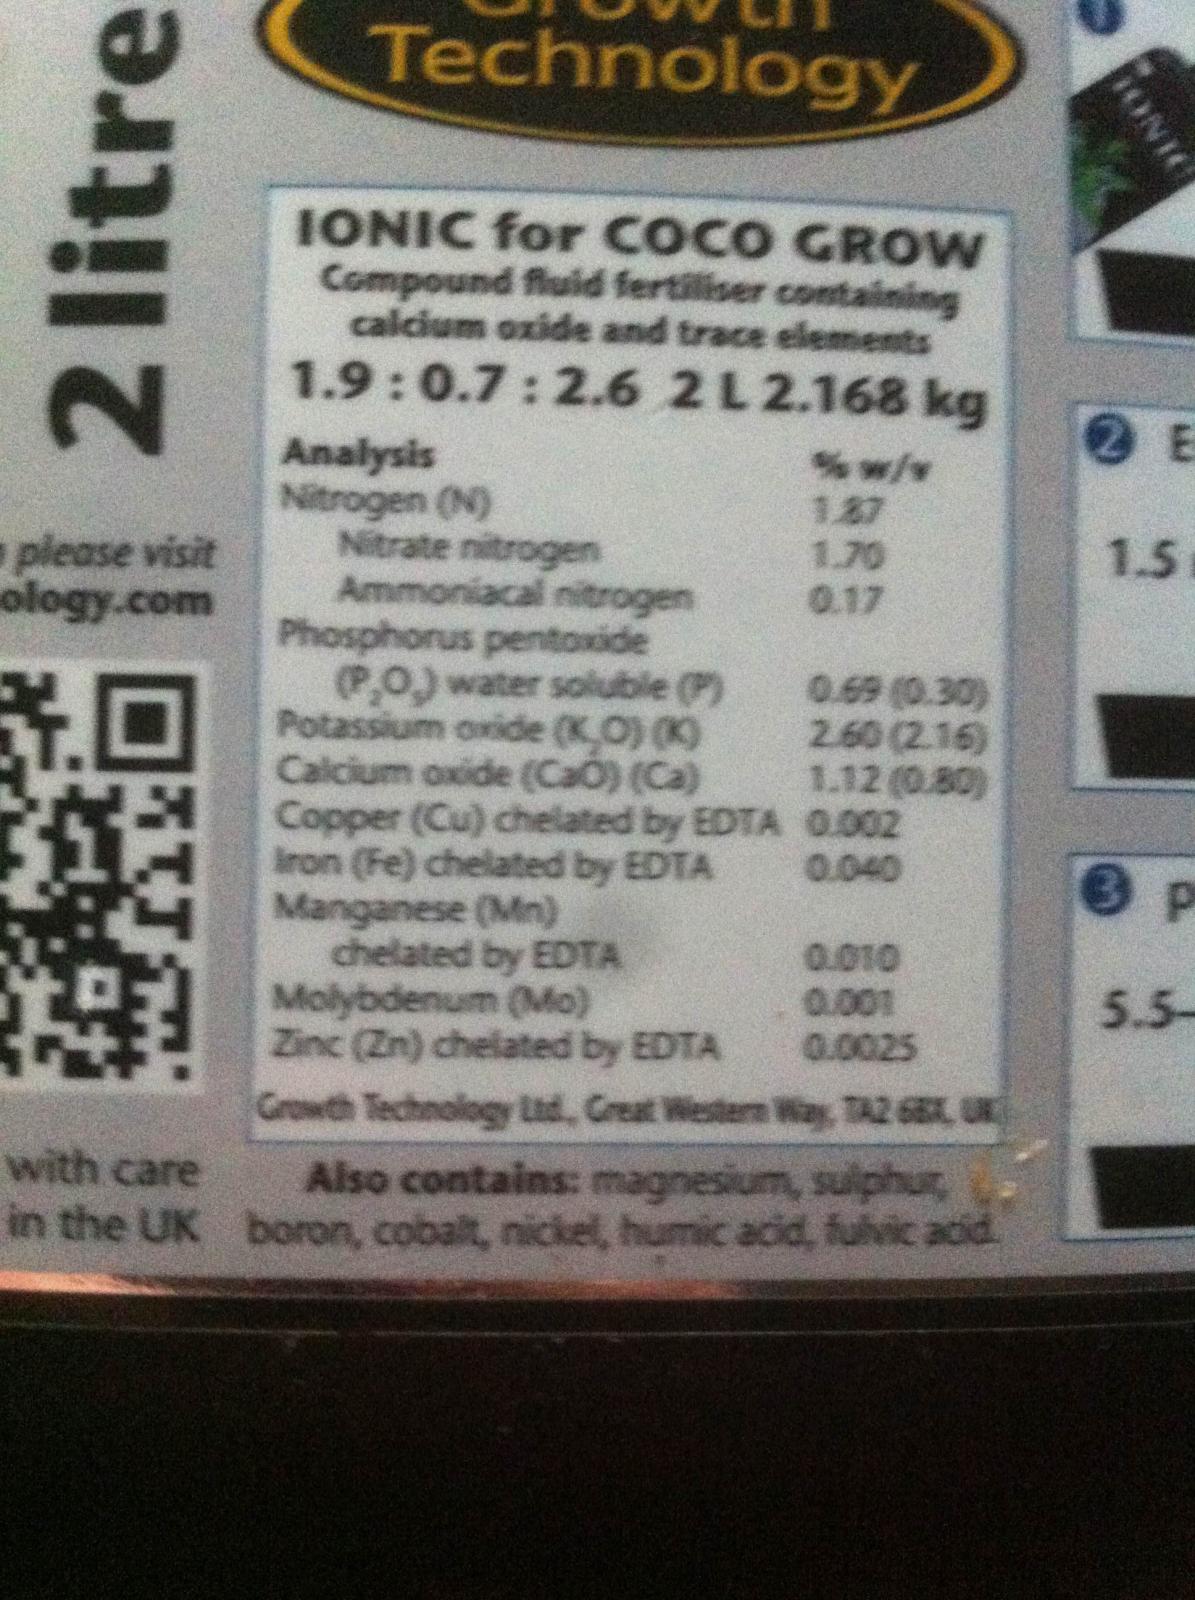 2 litre
Growth
Technology
IONIC for COCO GROW
Compound fluid fertiliser containing
calcium oxide and trace elements
1.9 : 0.7 : 2.6 2 L 2.168 kg
Analysis % w/v
Nitrogen (N) 1.87
Nitrate nitrogen 1.70
Ammoniacal nitrogen 0.17
Phosphorus pentoxide
(P₂O₅) water soluble (P) 0.69 (0.30)
Potassium oxide (K₂O) (K) 2.60 (2.16)
Calcium oxide (CaO) (Ca) 1.12 (0.80)
Copper (Cu) chelated by EDTA 0.002
Iron (Fe) chelated by EDTA 0.040
Manganese (Mn)
chelated by EDTA 0.010
Molybdenum (Mo) 0.001
Zinc (Zn) chelated by EDTA 0.0025
Growth Technology Ltd., Great Western Way, TA2 6BX, UK
Also contains: magnesium, sulphur,
boron, cobalt, nickel, humic acid, fulvic acid.
please visit
ology.com
with care
in the UK
1
IONIC
2 E
1.5
3 p
5.5–